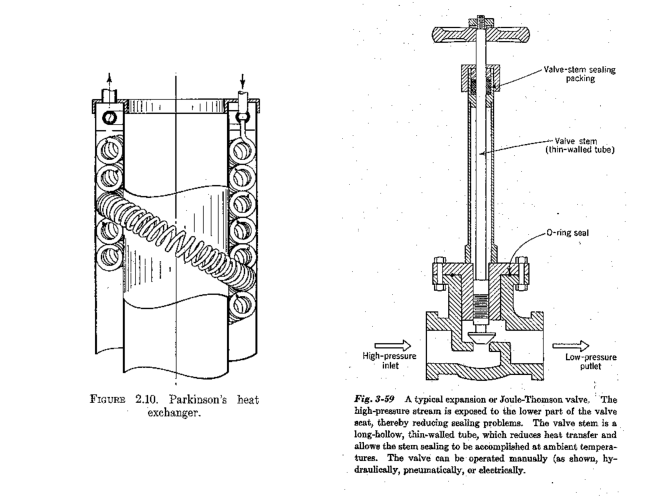 FIGURE 2.10. Parkinson's heat
exchanger.
Valve-stem sealing
packing
Valve stem
(thin-walled tube)
O-ring seal
High-pressure
inlet
Low-pressure
outlet
Fig. 3-59 A typical expansion or Joule-Thomson valve. The
high-pressure stream is exposed to the lower part of the valve
seat, thereby reducing sealing problems. The valve stem is a
long-hollow, thin-walled tube, which reduces heat transfer and
allows the stem sealing to be accomplished at ambient tempera-
tures. The valve can be operated manually (as shown, hy-
draulically, pneumatically, or electrically.